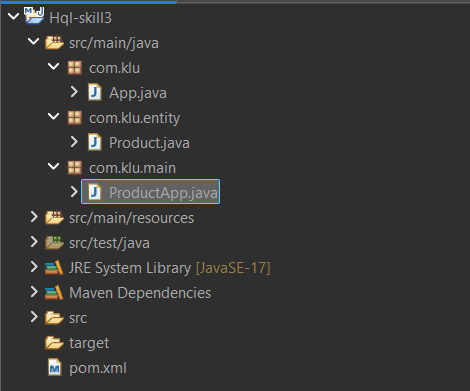 Hql-skill3
src/main/java
com.klu
App.java
com.klu.entity
Product.java
com.klu.main
ProductApp.java
src/main/resources
src/test/java
JRE System Library [JavaSE-17]
Maven Dependencies
src
target
pom.xml